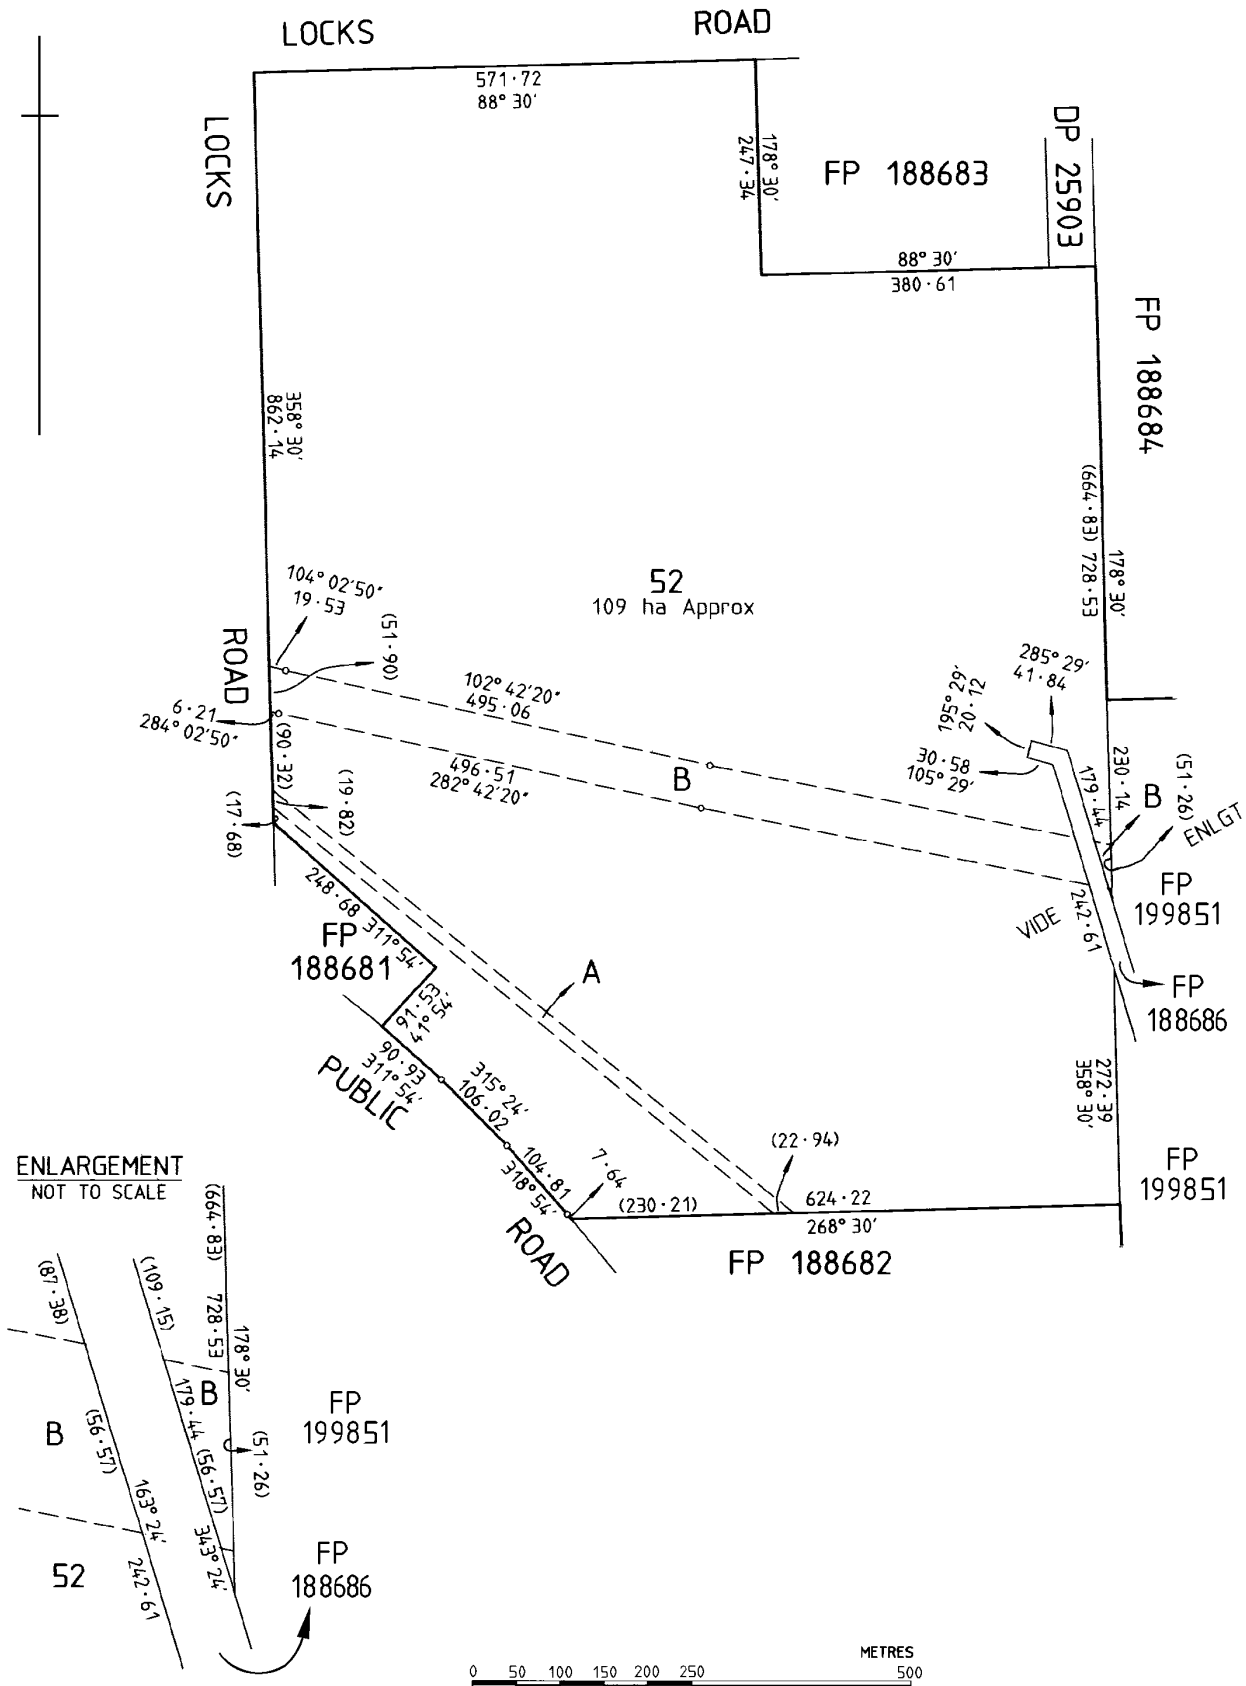 LOCKS ROAD
571·72
88° 30′
LOCKS
178° 30′
247·34
FP 188683
DP 25903
88° 30′
380·61
FP 188684
358° 30′
862·14
(664·83) 728·53
178° 30′
52
109 ha Approx
104° 02′50″
19·53
(51·90)
ROAD
102° 42′20″
495·06
285° 29′
41·84
195° 29′
20·12
6·21
284° 02′50″
(90·32)
496·51
282° 42′20″
B
30·58
105° 29′
179·44
230·14
B
(51·26)
ENLGT
(19·82)
(17·68)
248·68 311° 54′
FP
188681
VIDE
242·61
FP
199851
A
91·53
41° 54′
FP
188686
90·93
311° 54′
PUBLIC
315° 24′
106·02
272·39
358° 30′
104·81
318° 54′
7·64
(22·94)
ROAD
(230·21)
624·22
268° 30′
FP
199851
FP 188682
ENLARGEMENT
NOT TO SCALE
(87·38)
(109·15)
(664·83) 728·53
178° 30′
B
B
179·44 (56·57) 343° 24′
FP
199851
(51·26)
(56·57)
163° 24′
242·61
52
FP
188686
METRES
0 50 100 150 200 250 500